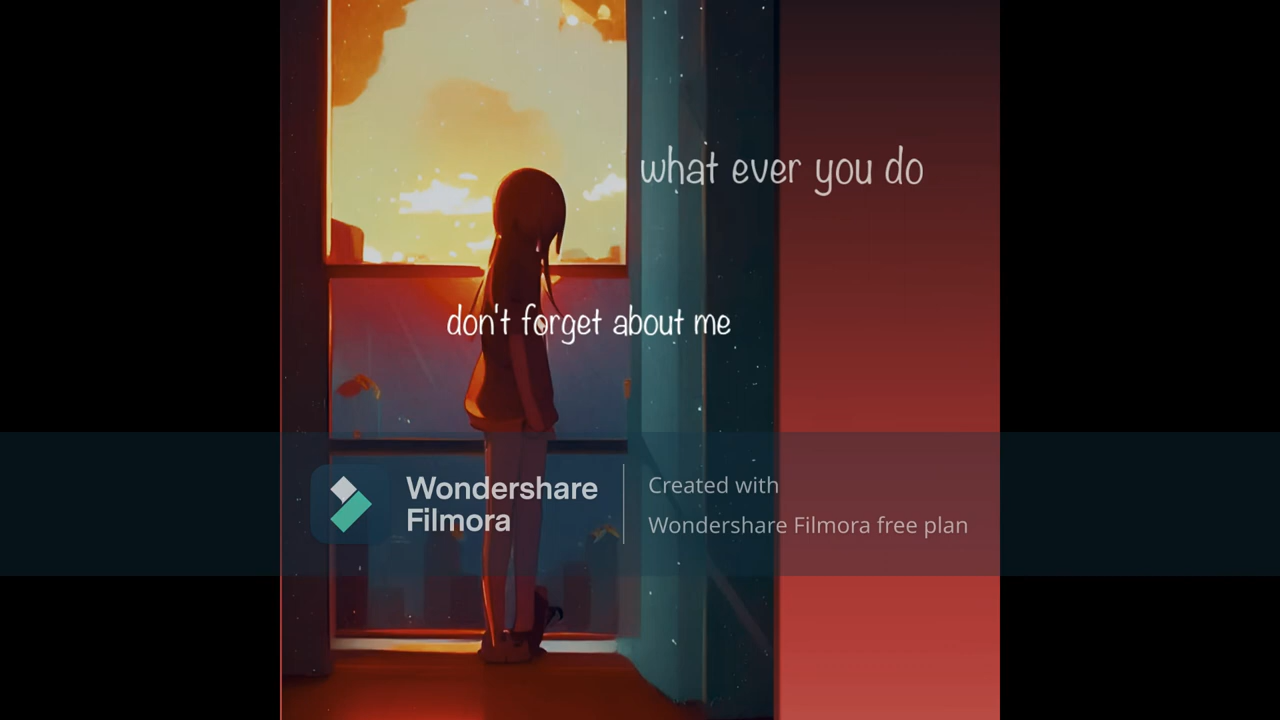 what ever you do
don't forget about me
Wondershare
Filmora
Created with
Wondershare Filmora free plan